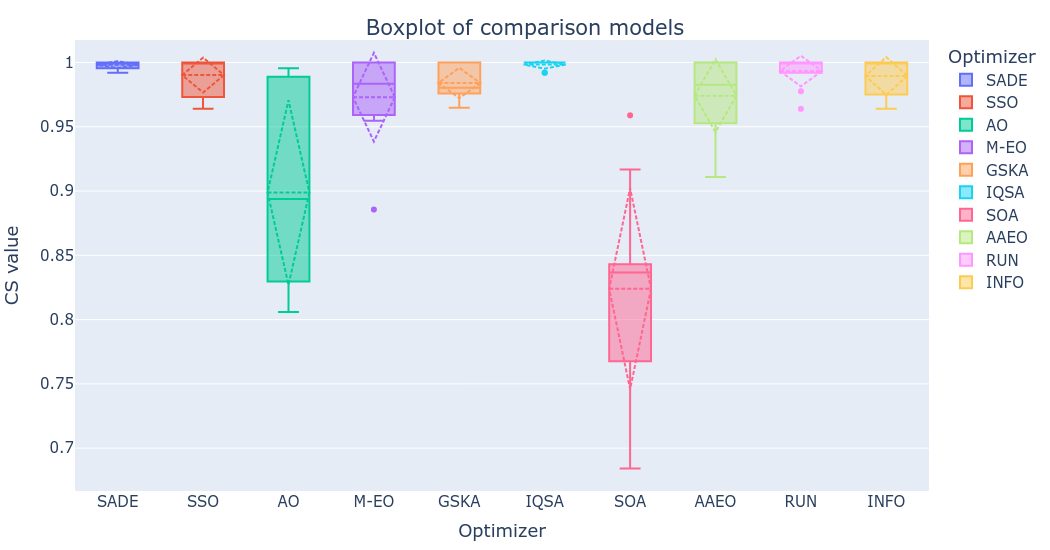 Boxplot of comparison models
CS value
1
0.95
0.9
0.85
0.8
0.75
0.7
SADE SSO AO M-EO GSKA IQSA SOA AAEO RUN INFO
Optimizer
Optimizer
SADE
SSO
AO
M-EO
GSKA
IQSA
SOA
AAEO
RUN
INFO